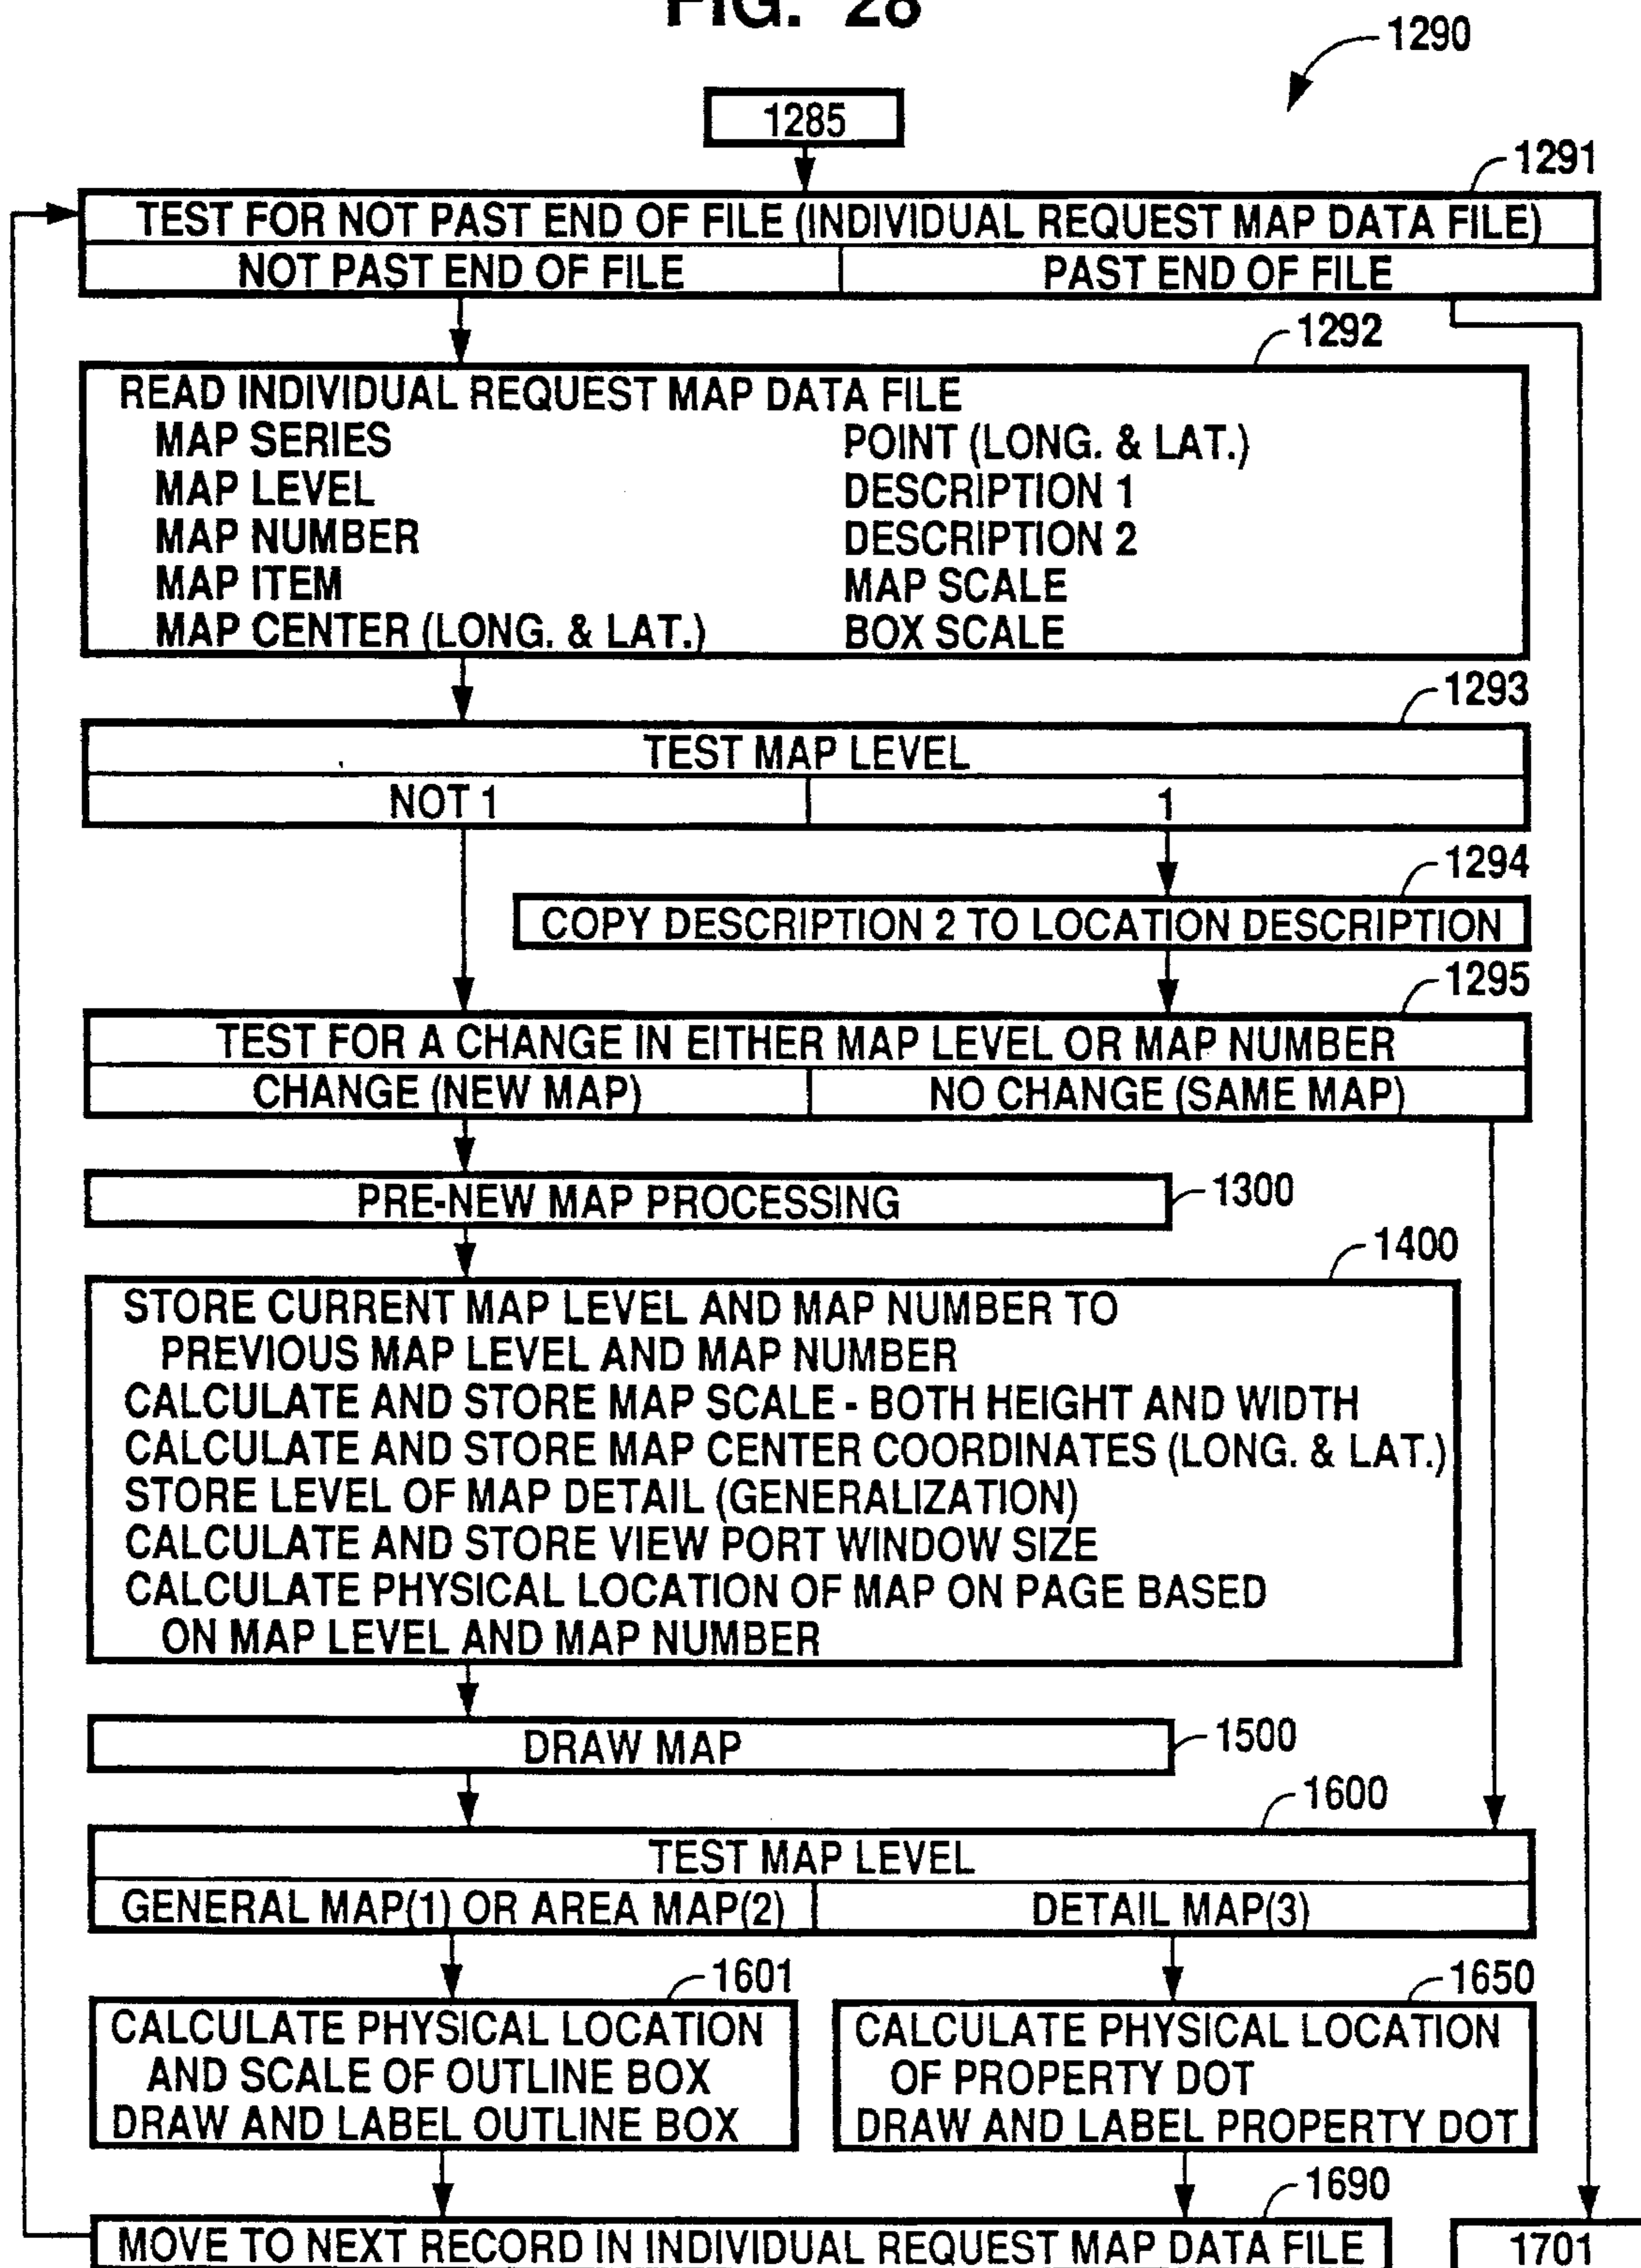 FIG. 28
1290
1285
1291
TEST FOR NOT PAST END OF FILE (INDIVIDUAL REQUEST MAP DATA FILE)
NOT PAST END OF FILE
PAST END OF FILE
1292
READ INDIVIDUAL REQUEST MAP DATA FILE
MAP SERIES
MAP LEVEL
MAP NUMBER
MAP ITEM
MAP CENTER (LONG. & LAT.)
POINT (LONG. & LAT.)
DESCRIPTION 1
DESCRIPTION 2
MAP SCALE
BOX SCALE
1293
TEST MAP LEVEL
NOT 1
1
1294
COPY DESCRIPTION 2 TO LOCATION DESCRIPTION
1295
TEST FOR A CHANGE IN EITHER MAP LEVEL OR MAP NUMBER
CHANGE (NEW MAP)
NO CHANGE (SAME MAP)
PRE-NEW MAP PROCESSING
1300
1400
STORE CURRENT MAP LEVEL AND MAP NUMBER TO
PREVIOUS MAP LEVEL AND MAP NUMBER
CALCULATE AND STORE MAP SCALE - BOTH HEIGHT AND WIDTH
CALCULATE AND STORE MAP CENTER COORDINATES (LONG. & LAT.)
STORE LEVEL OF MAP DETAIL (GENERALIZATION)
CALCULATE AND STORE VIEW PORT WINDOW SIZE
CALCULATE PHYSICAL LOCATION OF MAP ON PAGE BASED
ON MAP LEVEL AND MAP NUMBER
DRAW MAP
1500
1600
TEST MAP LEVEL
GENERAL MAP(1) OR AREA MAP(2)
DETAIL MAP(3)
1601
CALCULATE PHYSICAL LOCATION
AND SCALE OF OUTLINE BOX
DRAW AND LABEL OUTLINE BOX
1650
CALCULATE PHYSICAL LOCATION
OF PROPERTY DOT
DRAW AND LABEL PROPERTY DOT
1690
MOVE TO NEXT RECORD IN INDIVIDUAL REQUEST MAP DATA FILE
1701